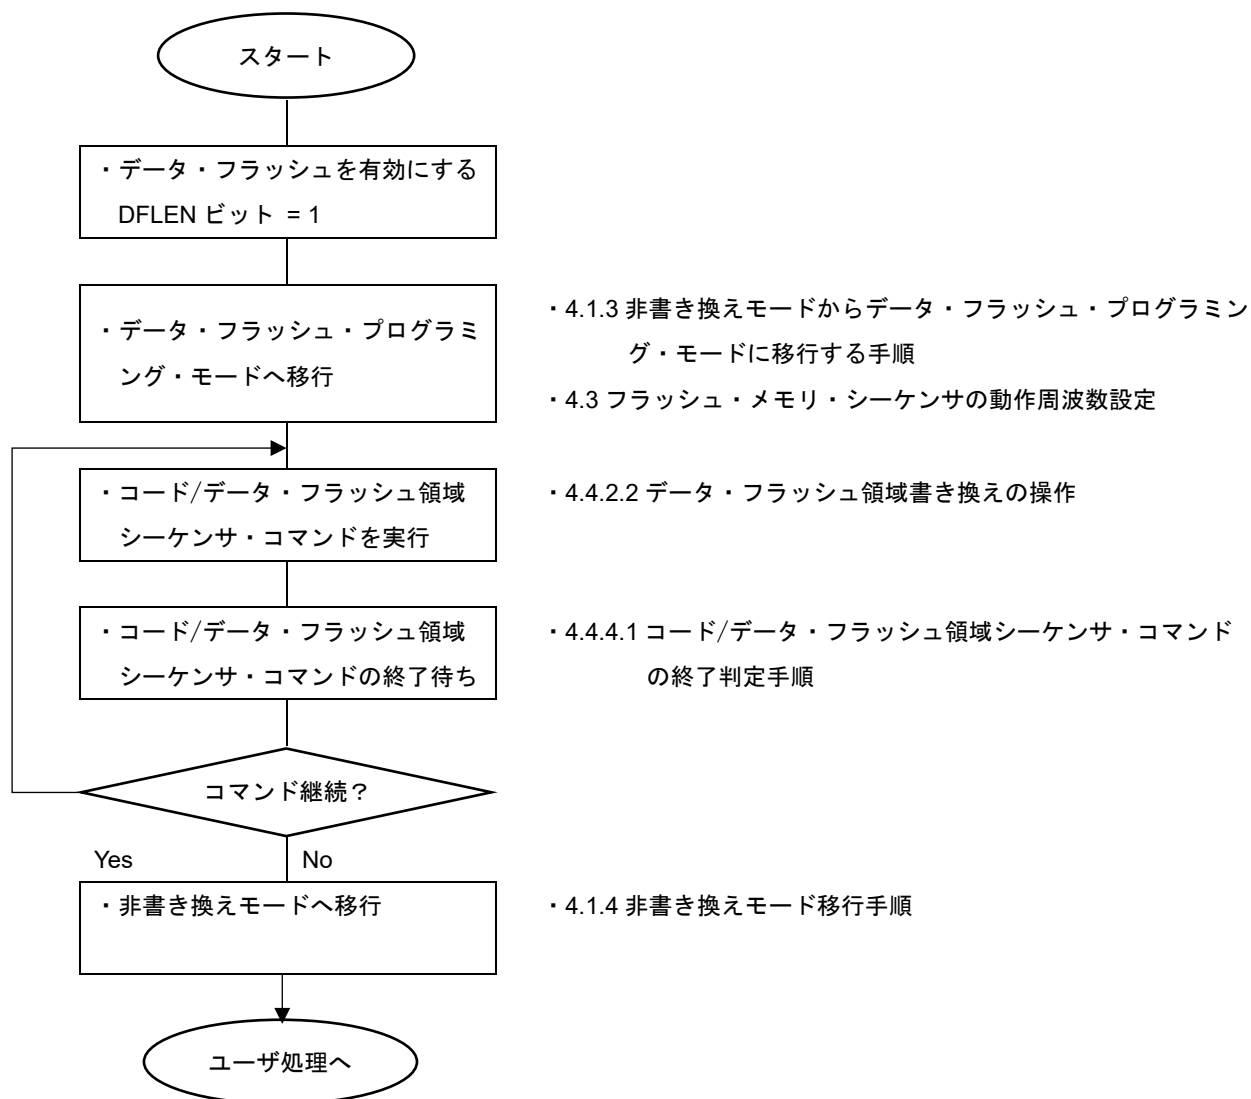 スタート
・データ・フラッシュを有効にする
DFLEN ビット = 1
・データ・フラッシュ・プログラミ
ング・モードへ移行
・4.1.3 非書き換えモードからデータ・フラッシュ・プログラミン
グ・モードに移行する手順
・4.3 フラッシュ・メモリ・シーケンサの動作周波数設定
・コード/データ・フラッシュ領域
シーケンサ・コマンドを実行
・4.4.2.2 データ・フラッシュ領域書き換えの操作
・コード/データ・フラッシュ領域
シーケンサ・コマンドの終了待ち
・4.4.4.1 コード/データ・フラッシュ領域シーケンサ・コマンド
の終了判定手順
コマンド継続？
Yes
No
・非書き換えモードへ移行
・4.1.4 非書き換えモード移行手順
ユーザ処理へ